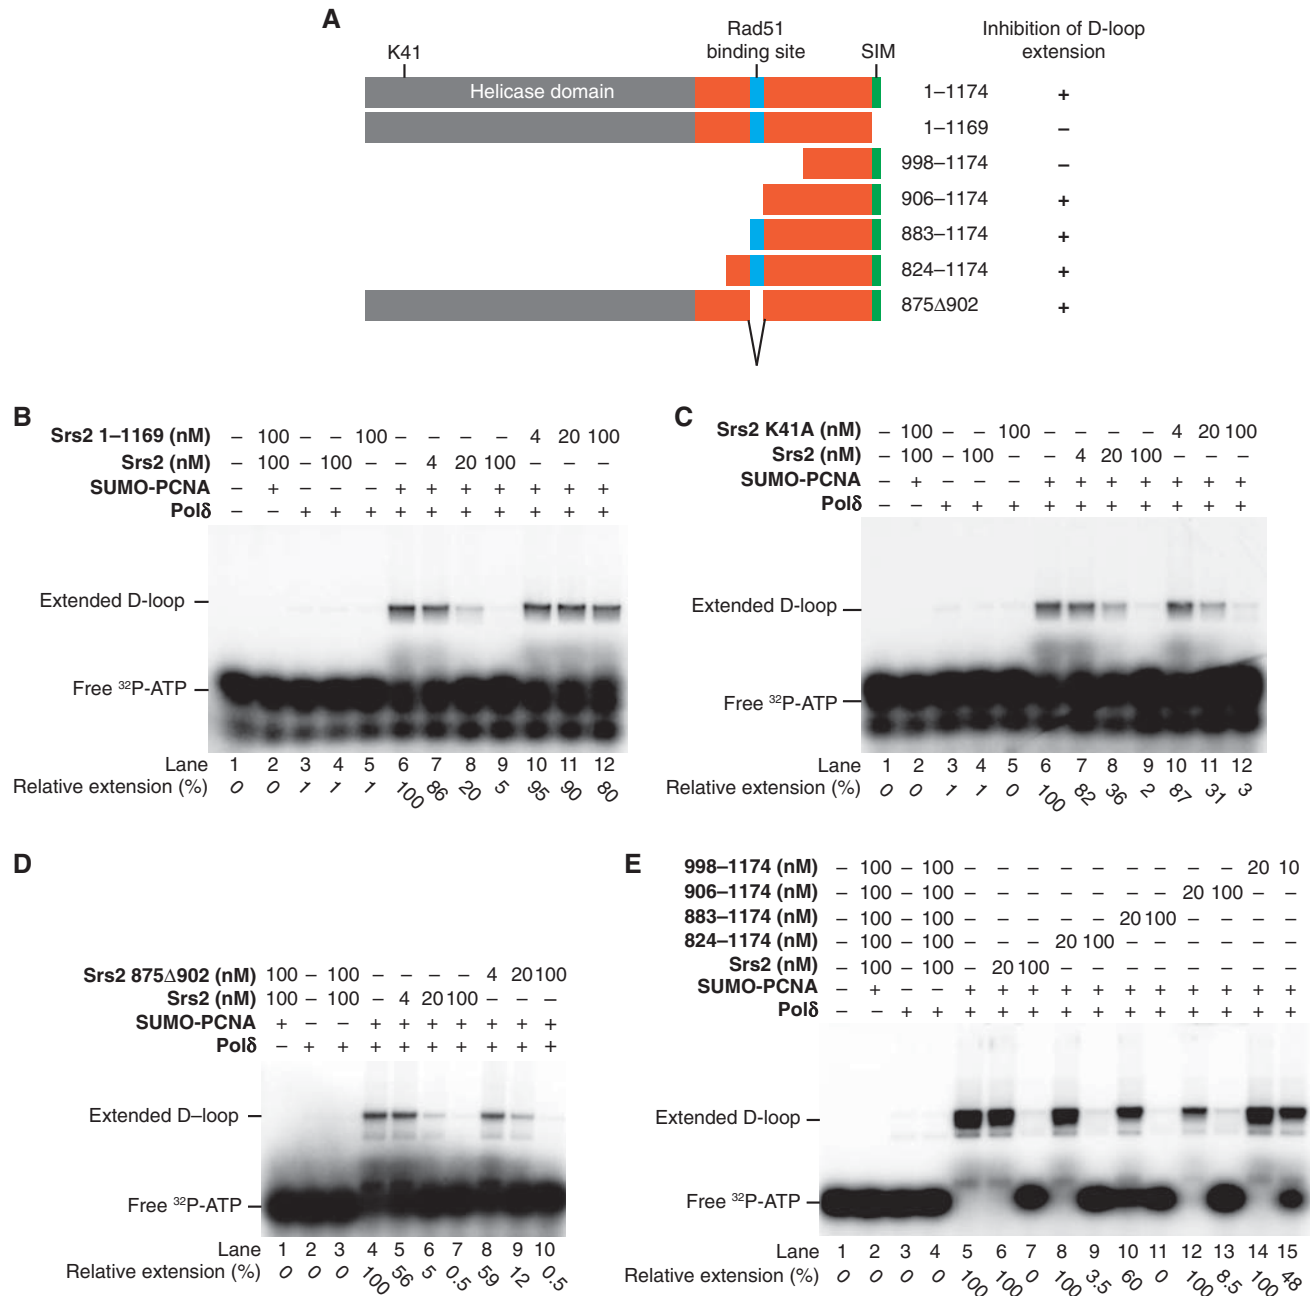 A
K41
Rad51
binding site
SIM
Inhibition of D-loop
extension
Helicase domain
1–1174 +
1–1169 –
998–1174 –
906–1174 +
883–1174 +
824–1174 +
875Δ902 +
B
Srs2 1–1169 (nM) – 100 – – 100 – – – – 4 20 100
Srs2 (nM) – 100 – 100 – – 4 20 100 – – –
SUMO-PCNA – + – – – + + + + + + +
Polδ – – + + + + + + + + + +
Extended D-loop
Free 32P-ATP
Lane 1 2 3 4 5 6 7 8 9 10 11 12
Relative extension (%) 0 0 1 1 1 100 86 20 5 95 90 80
C
Srs2 K41A (nM) – 100 – – 100 – – – – 4 20 100
Srs2 (nM) – 100 – 100 – – 4 20 100 – – –
SUMO-PCNA – + – – – + + + + + + +
Polδ – – + + + + + + + + + +
Extended D-loop
Free 32P-ATP
Lane 1 2 3 4 5 6 7 8 9 10 11 12
Relative extension (%) 0 0 1 1 0 100 82 36 2 87 31 3
D
Srs2 875Δ902 (nM) 100 – 100 – – – – 4 20 100
Srs2 (nM) 100 – 100 – 4 20 100 – – –
SUMO-PCNA + – – + + + + + + +
Polδ – + + + + + + + + +
Extended D–loop
Free 32P-ATP
Lane 1 2 3 4 5 6 7 8 9 10
Relative extension (%) 0 0 0 100 56 5 0.5 59 12 0.5
E
998–1174 (nM) – 100 – 100 – – – – – – – – – 20 10
906–1174 (nM) – 100 – 100 – – – – – – – 20 100 – –
883–1174 (nM) – 100 – 100 – – – – – 20 100 – – – –
824–1174 (nM) – 100 – 100 – – – 20 100 – – – – – –
Srs2 (nM) – 100 – 100 – 20 100 – – – – – – – –
SUMO-PCNA – + – – + + + + + + + + + + +
Polδ – – + + + + + + + + + + + + +
Extended D-loop
Free 32P-ATP
Lane 1 2 3 4 5 6 7 8 9 10 11 12 13 14 15
Relative extension (%) 0 0 0 0 100 100 0 100 3.5 60 0 100 8.5 100 48